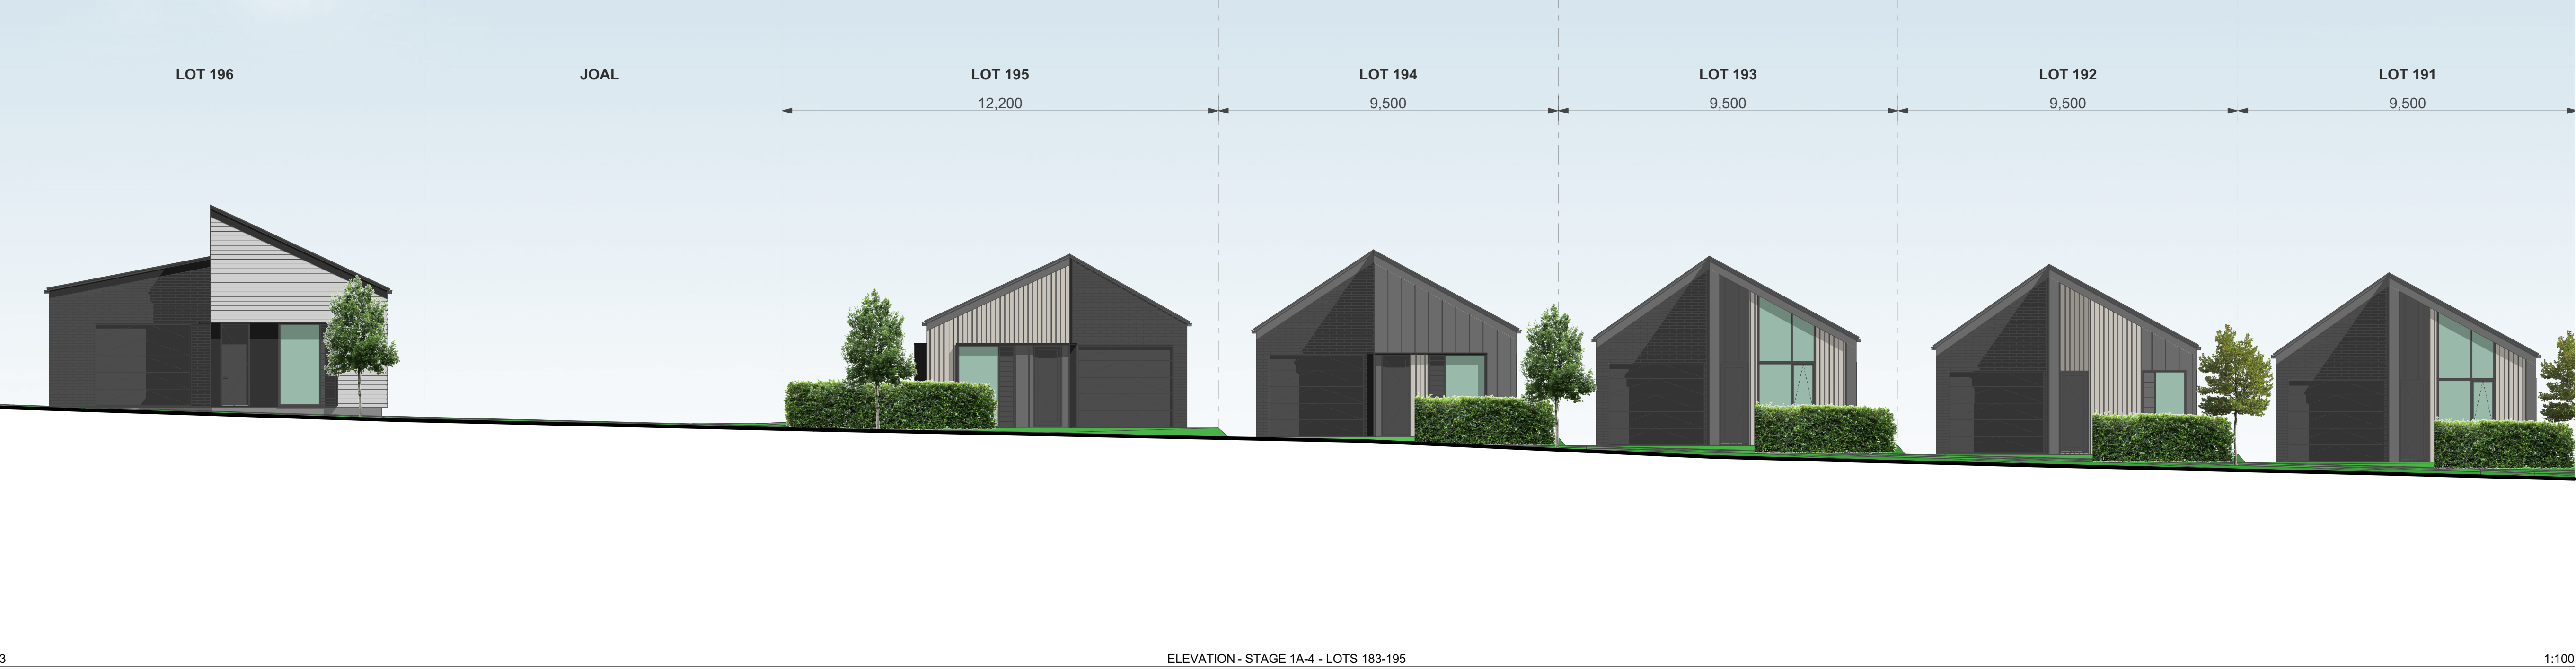 LOT 196
JOAL
LOT 195
LOT 194
LOT 193
LOT 192
LOT 191
12,200
9,500
9,500
9,500
9,500
3
ELEVATION - STAGE 1A-4 - LOTS 183-195
1:100